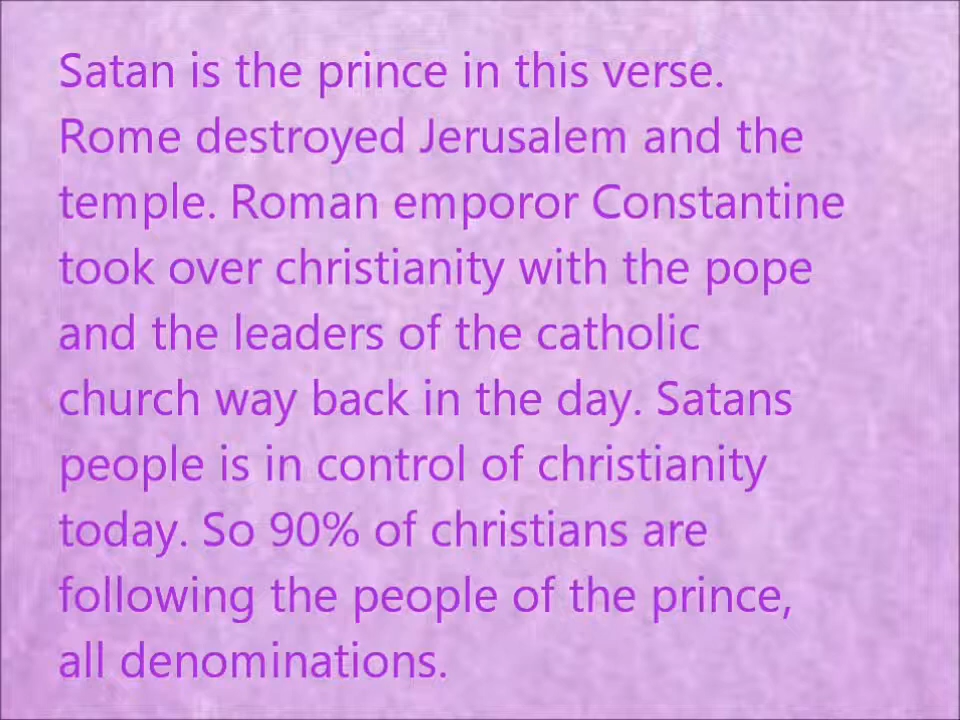 Satan is the prince in this verse.
Rome destroyed Jerusalem and the
temple. Roman emporor Constantine
took over christianity with the pope
and the leaders of the catholic
church way back in the day. Satans
people is in control of christianity
today. So 90% of christians are
following the people of the prince,
all denominations.